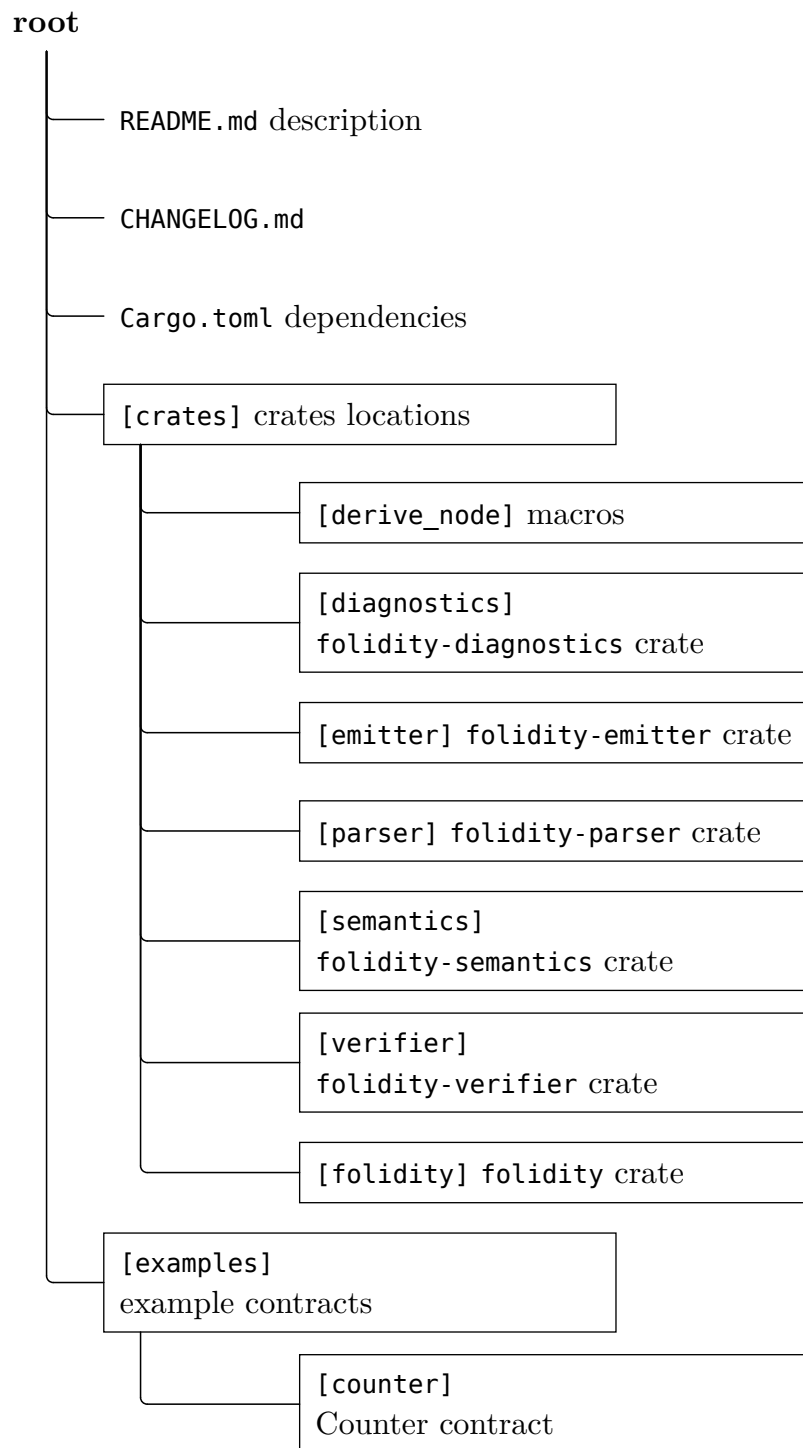 root
README.md description
CHANGELOG.md
Cargo.toml dependencies
[crates] crates locations
[derive_node] macros
[diagnostics]
folidity-diagnostics crate
[emitter] folidity-emitter crate
[parser] folidity-parser crate
[semantics]
folidity-semantics crate
[verifier]
folidity-verifier crate
[folidity] folidity crate
[examples]
example contracts
[counter]
Counter contract